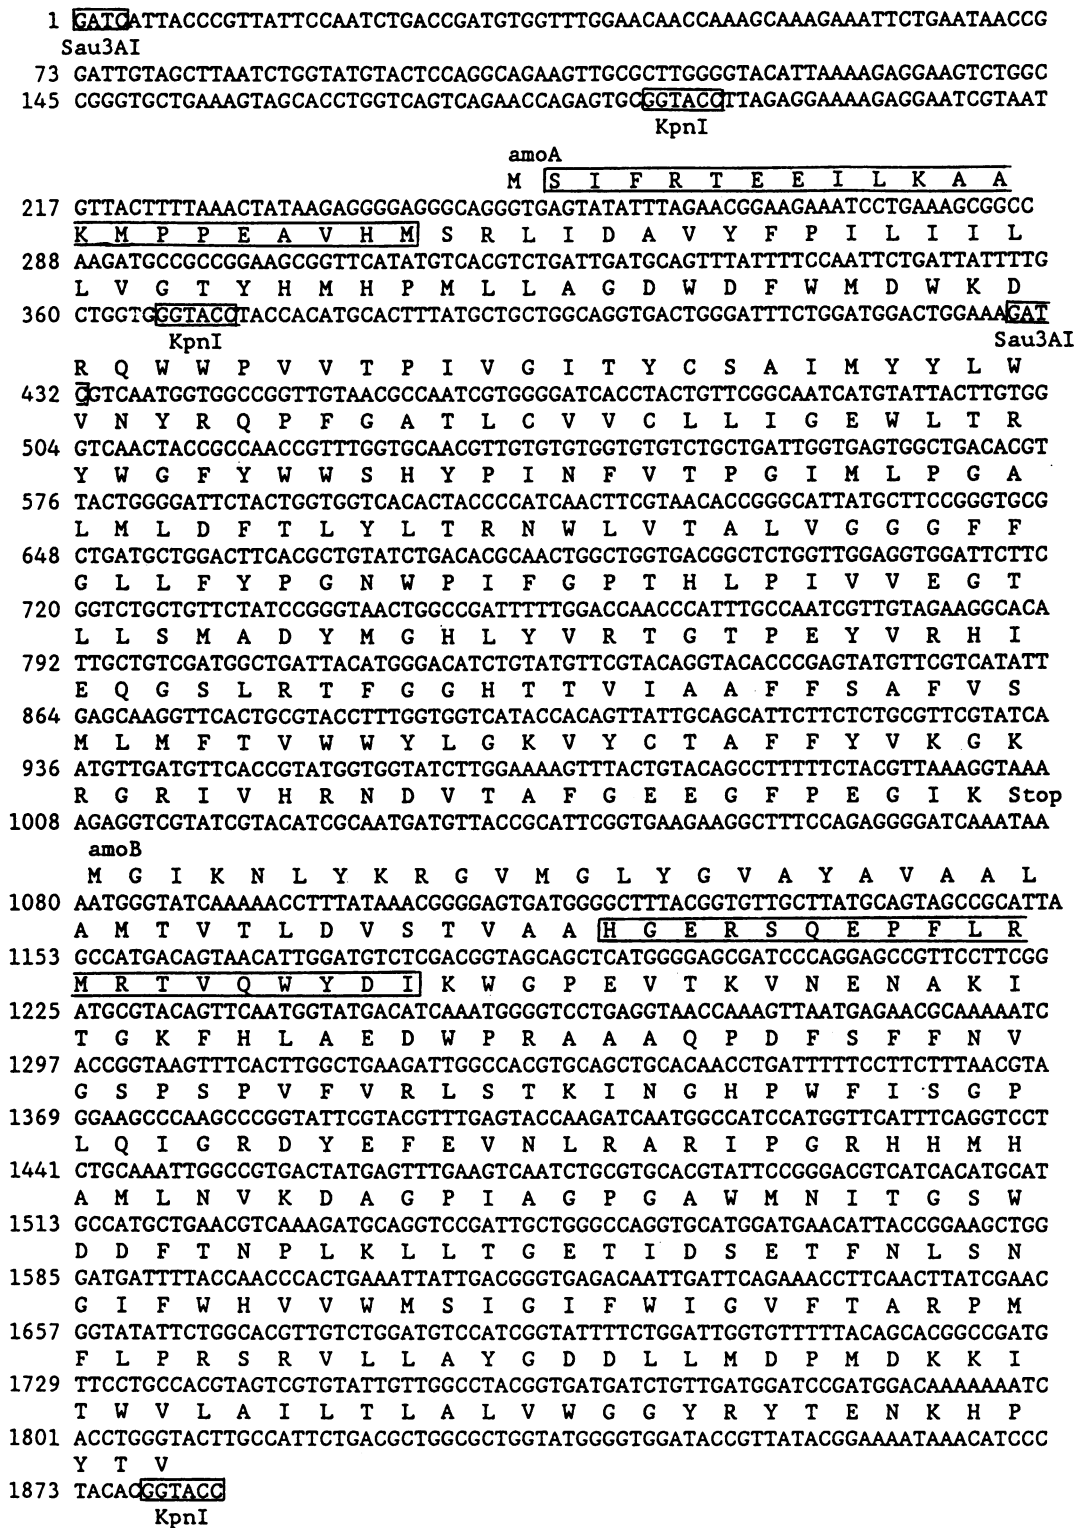 1 GATCATTACCCGTTATTCCAATCTGACCGATGTGGTTTGGAACAACCAAAGCAAAGAAATTCTGAATAACCG
Sau3AI
73 GATTGTAGCTTAATCTGGTATGTACTCCAGGCAGAAGTTGCGCTTGGGGTACATTAAAAGAGGAAGTCTGGC
145 CGGGTGCTGAAAGTAGCACCTGGTCAGTCAGAACCAGAGTGCGGTACCTTAGAGGAAAAGAGGAATCGTAAT
KpnI
amoA
M S I F R T E E I L K A A
217 GTTACTTTTAAACTATAAGAGGGGAGGGCAGGGTGAGTATATTTAGAACGGAAGAAATCCTGAAAGCGGCC
K M P P E A V H M S R L I D A V Y F P I L I I L
288 AAGATGCCGCCGGAAGCGGTTCATATGTCACGTCTGATTGATGCAGTTTATTTTCCAATTCTGATTATTTTG
L V G T Y H M H P M L L A G D W D F W M D W K D
360 CTGGTGGGTACCTACCACATGCACTTTATGCTGCTGGCAGGTGACTGGGATTTCTGGATGGACTGGAAAGAT
KpnI Sau3AI
R Q W W P V V T P I V G I T Y C S A I M Y Y L W
432 CGTCAATGGTGGCCGGTTGTAACGCCAATCGTGGGGATCACCTACTGTTCGGCAATCATGTATTACTTGTGG
V N Y R Q P F G A T L C V V C L L I G E W L T R
504 GTCAACTACCGCCAACCGTTTGGTGCAACGTTGTGTGTGGTGTGTCTGCTGATTGGTGAGTGGCTGACACGT
Y W G F Y W W S H Y P I N F V T P G I M L P G A
576 TACTGGGGATTCTACTGGTGGTCACACTACCCCATCAACTTCGTAACACCGGGCATTATGCTTCCGGGTGCG
L M L D F T L Y L T R N W L V T A L V G G G F F
648 CTGATGCTGGACTTCACGCTGTATCTGACACGCAACTGGCTGGTGACGGCTCTGGTTGGAGGTGGATTCTTC
G L L F Y P G N W P I F G P T H L P I V V E G T
720 GGTCTGCTGTTCTATCCGGGTAACTGGCCGATTTTTGGACCAACCCATTTGCCAATCGTTGTAGAAGGCACA
L L S M A D Y M G H L Y V R T G T P E Y V R H I
792 TTGCTGTCGATGGCTGATTACATGGGACATCTGTATGTTCGTACAGGTACACCCGAGTATGTTCGTCATATT
E Q G S L R T F G G H T T V I A A F F S A F V S
864 GAGCAAGGTTCACTGCGTACCTTTGGTGGTCATACCACAGTTATTGCAGCATTCTTCTCTGCGTTCGTATCA
M L M F T V W W Y L G K V Y C T A F F Y V K G K
936 ATGTTGATGTTCACCGTATGGTGGTATCTTGGAAAAGTTTACTGTACAGCCTTTTTCTACGTTAAAGGTAAA
R G R I V H R N D V T A F G E E G F P E G I K Stop
1008 AGAGGTCGTATCGTACATCGCAATGATGTTACCGCATTCGGTGAAGAAGGCTTTCCAGAGGGGATCAAATAA
amoB
M G I K N L Y K R G V M G L Y G V A Y A V A A L
1080 AATGGGTATCAAAAACCTTTATAAACGGGGAGTGATGGGGCTTTACGGTGTTGCTTATGCAGTAGCCGCATTA
A M T V T L D V S T V A A H G E R S Q E P F L R
1153 GCCATGACAGTAACATTGGATGTCTCGACGGTAGCAGCTCATGGGGAGCGATCCCAGGAGCCGTTCCTTCGG
M R T V Q W Y D I K W G P E V T K V N E N A K I
1225 ATGCGTACAGTTCAATGGTATGACATCAAATGGGGTCCTGAGGTAACCAAAGTTAATGAGAACGCAAAAATC
T G K F H L A E D W P R A A A Q P D F S F F N V
1297 ACCGGTAAGTTTCACTTGGCTGAAGATTGGCCACGTGCAGCTGCACAACCTGATTTTTCCTTCTTTAACGTA
G S P S P V F V R L S T K I N G H P W F I S G P
1369 GGAAGCCCAAGCCCGGTATTCGTACGTTTGAGTACCAAGATCAATGGCCATCCATGGTTCATTTCAGGTCCT
L Q I G R D Y E F E V N L R A R I P G R H H M H
1441 CTGCAAATTGGCCGTGACTATGAGTTTGAAGTCAATCTGCGTGCACGTATTCCGGGACGTCATCACATGCAT
A M L N V K D A G P I A G P G A W M N I T G S W
1513 GCCATGCTGAACGTCAAAGATGCAGGTCCGATTGCTGGGCCAGGTGCATGGATGAACATTACCGGAAGCTGG
D D F T N P L K L L T G E T I D S E T F N L S N
1585 GATGATTTTACCAACCCACTGAAATTATTGACGGGTGAGACAATTGATTCAGAAACCTTCAACTTATCGAAC
G I F W H V V W M S I G I F W I G V F T A R P M
1657 GGTATATTCTGGCACGTTGTCTGGATGTCCATCGGTATTTTCTGGATTGGTGTTTTTACAGCACGGCCGATG
F L P R S R V L L A Y G D D L L M D P M D K K I
1729 TTCCTGCCACGTAGTCGTGTATTGTTGGCCTACGGTGATGATCTGTTGATGGATCCGATGGACAAAAAAATC
T W V L A I L T L A L V W G G Y R Y T E N K H P
1801 ACCTGGGTACTTGCCATTCTGACGCTGGCGCTGGTATGGGGTGGATACCGTTATACGGAAAATAAACATCCC
Y T V
1873 TACACGGTACC
KpnI